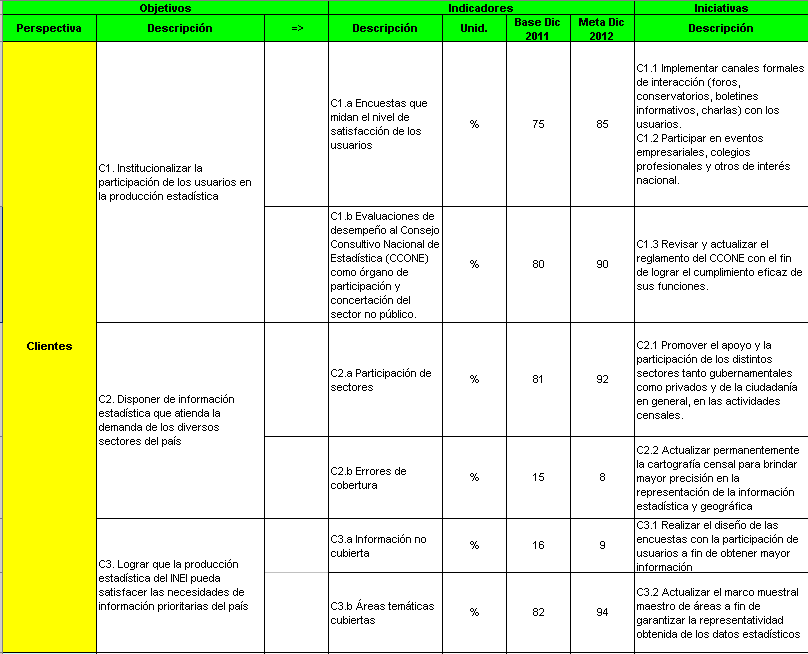 Objetivos
Indicadores
Iniciativas
Perspectiva
Descripción
=>
Descripción
Unid.
Base Dic
2011
Meta Dic
2012
Descripción
Clientes
C1. Institucionalizar la
participación de los usuarios en
la producción estadística
C1.a Encuestas que
midan el nivel de
satisfacción de los
usuarios
%
75
85
C1.1 Implementar canales formales
de interacción (foros,
conservatorios, boletines
informativos, charlas) con los
usuarios.
C1.2 Participar en eventos
empresariales, colegios
profesionales y otros de interés
nacional.
C1.b Evaluaciones de
desempeño al Consejo
Consultivo Nacional de
Estadística (CCONE)
como órgano de
participación y
concertación del
sector no público.
%
80
90
C1.3 Revisar y actualizar el
reglamento del CCONE con el fin
de lograr el cumplimiento eficaz de
sus funciones.
C2. Disponer de información
estadística que atienda la
demanda de los diversos
sectores del país
C2.a Participación de
sectores
%
81
92
C2.1 Promover el apoyo y la
participación de los distintos
sectores tanto gubernamentales
como privados y de la ciudadanía
en general, en las actividades
censales.
C2.b Errores de
cobertura
%
15
8
C2.2 Actualizar permanentemente
la cartografía censal para brindar
mayor precisión en la
representación de la información
estadística y geográfica
C3. Lograr que la producción
estadística del INEI pueda
satisfacer las necesidades de
información prioritarias del país
C3.a Información no
cubierta
%
16
9
C3.1 Realizar el diseño de las
encuestas con la participación de
usuarios a fin de obtener mayor
información
C3.b Áreas temáticas
cubiertas
%
82
94
C3.2 Actualizar el marco muestral
maestro de áreas a fin de
garantizar la representatividad
obtenida de los datos estadísticos